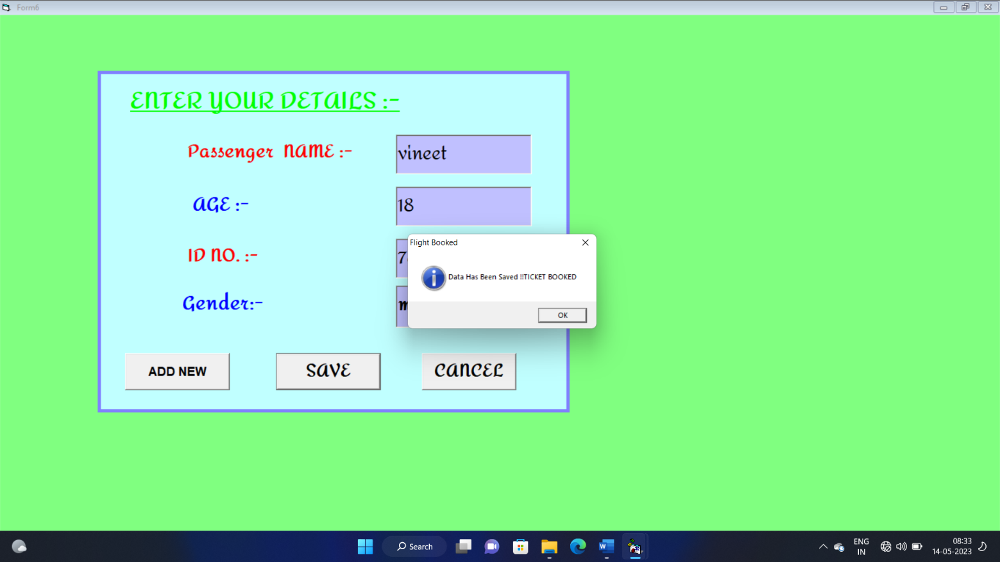 Form6
ENTER YOUR DETAILS :-
Passenger NAME :-
vineet
AGE :-
18
ID NO. :-
7
Gender:-
m
Flight Booked
Data Has Been Saved !!TICKET BOOKED
OK
ADD NEW
SAVE
CANCEL
Search
ENG
IN
08:33
14-05-2023